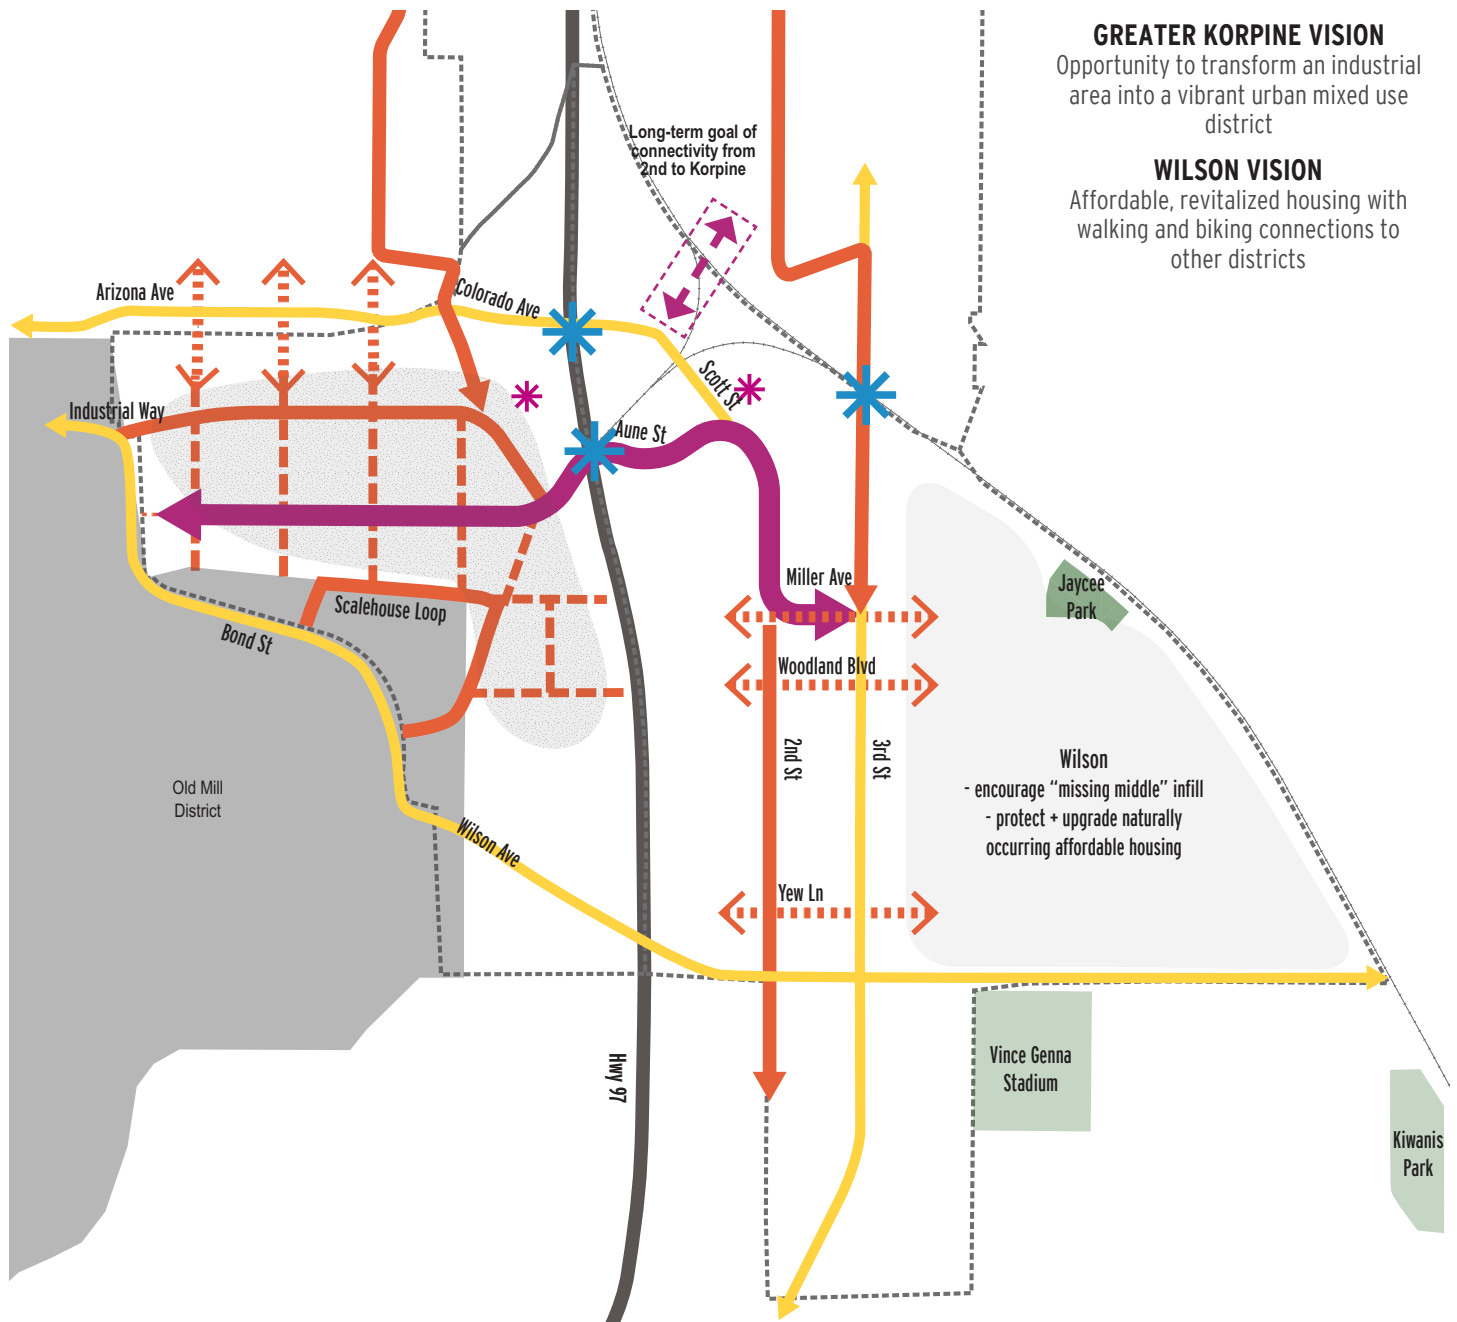 GREATER KORPINE VISION
Opportunity to transform an industrial
area into a vibrant urban mixed use
district
WILSON VISION
Affordable, revitalized housing with
walking and biking connections to
other districts
Long-term goal of
connectivity from
2nd to Korpine
Arizona Ave
Colorado Ave
Scott St
Industrial Way
Aune St
Miller Ave
Jaycee
Park
Scalehouse Loop
Bond St
Woodland Blvd
2nd St
3rd St
Wilson
- encourage “missing middle” infill
- protect + upgrade naturally
occurring affordable housing
Old Mill
District
Wilson Ave
Yew Ln
Hwy 97
Vince Genna
Stadium
Kiwanis
Park